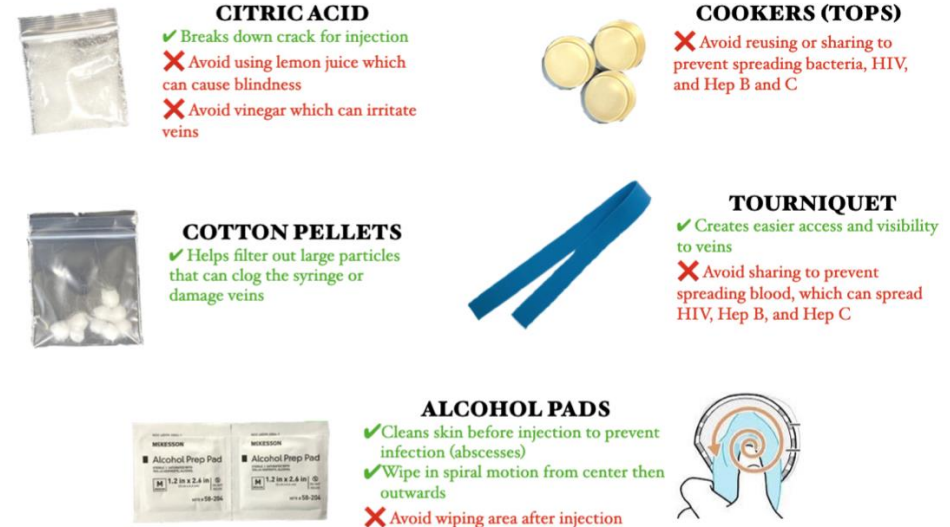 CITRIC ACID
✔ Breaks down crack for injection
❌ Avoid using lemon juice which
can cause blindness
❌ Avoid vinegar which can irritate
veins
COOKERS (TOPS)
❌ Avoid reusing or sharing to
prevent spreading bacteria, HIV,
and Hep B and C
COTTON PELLETS
✔ Helps filter out large particles
that can clog the syringe or
damage veins
TOURNIQUET
✔ Creates easier access and visibility
to veins
❌ Avoid sharing to prevent
spreading blood, which can spread
HIV, Hep B, and Hep C
ALCOHOL PADS
✔Cleans skin before injection to prevent
infection (abscesses)
✔Wipe in spiral motion from center then
outwards
❌ Avoid wiping area after injection
MCKESSON
Alcohol Prep Pad
M 1.2 in x 2.6 in
MCKESSON
Alcohol Prep Pad
M 1.2 in x 2.6 in
58-204